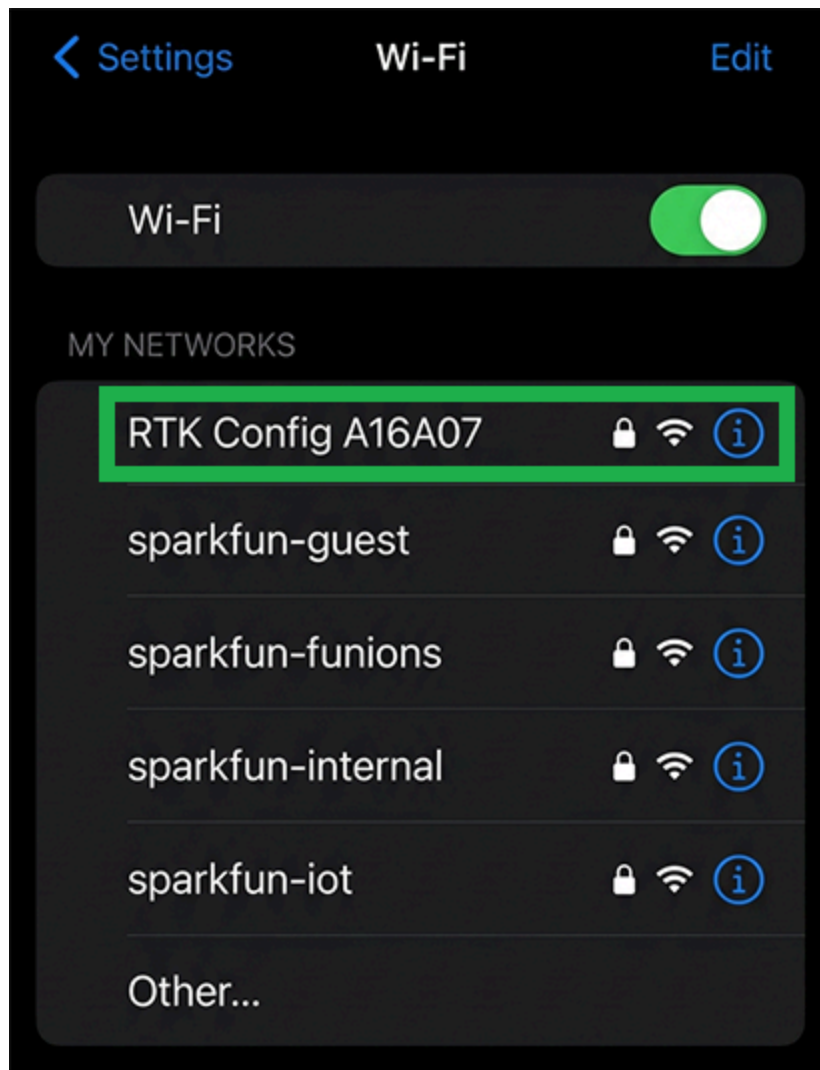 Settings Wi-Fi Edit
Wi-Fi
MY NETWORKS
RTK Config A16A07
sparkfun-guest
sparkfun-funions
sparkfun-internal
sparkfun-iot
Other...